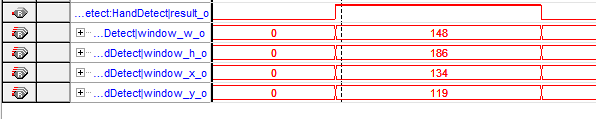 ...etect:HandDetect|result_o
...Detect|window_w_o 0 148
...dDetect|window_h_o 0 186
...dDetect|window_x_o 0 134
...dDetect|window_y_o 0 119